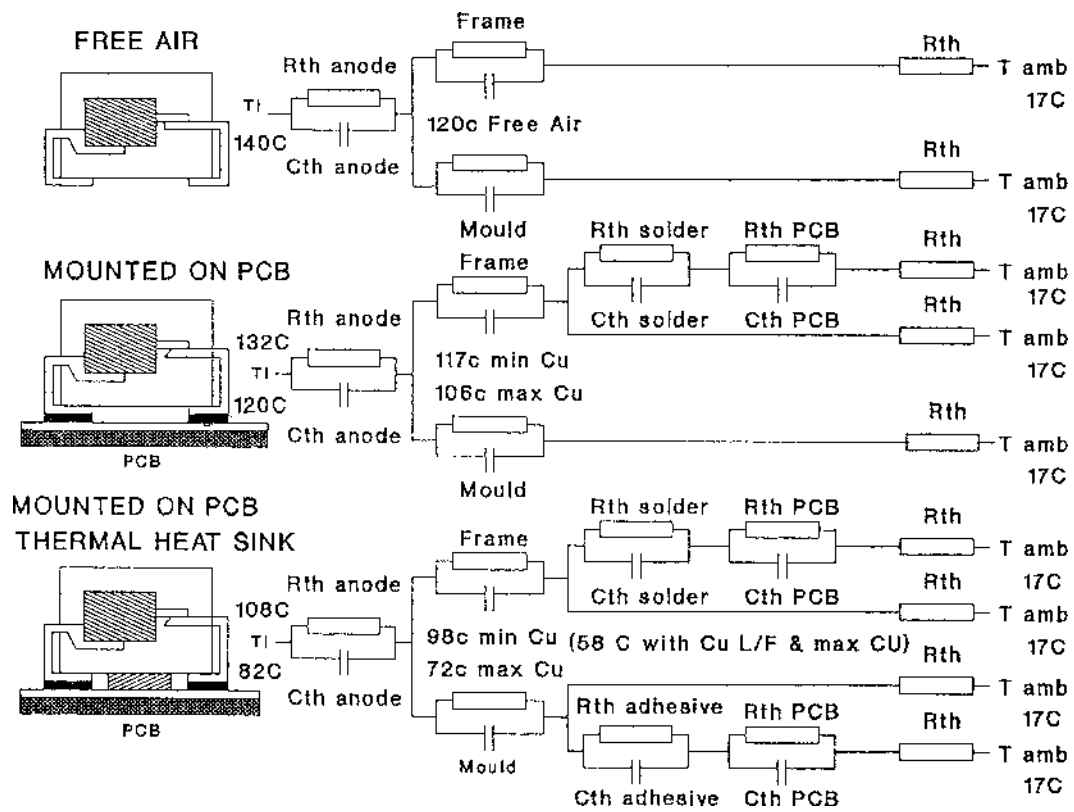 FREE AIR
Frame
Rth anode
Rth
TI
T amb
17C
140C
120c Free Air
Cth anode
Rth
T amb
17C
Mould
MOUNTED ON PCB
Frame
Rth solder
Rth PCB
Rth
T amb
17C
Rth anode
Cth solder
Cth PCB
Rth
T amb
17C
132C
TI
120C
117c min Cu
106c max Cu
Cth anode
Rth
T amb
17C
PCB
Mould
MOUNTED ON PCB
THERMAL HEAT SINK
Frame
Rth solder
Rth PCB
Rth
T amb
17C
Rth anode
Cth solder
Cth PCB
Rth
T amb
17C
108C
TI
82C
98c min Cu (58 C with Cu L/F & max CU)
72c max Cu
Cth anode
Rth
T amb
17C
Rth adhesive
Rth PCB
Rth
T amb
17C
PCB
Mould
Cth adhesive
Cth PCB